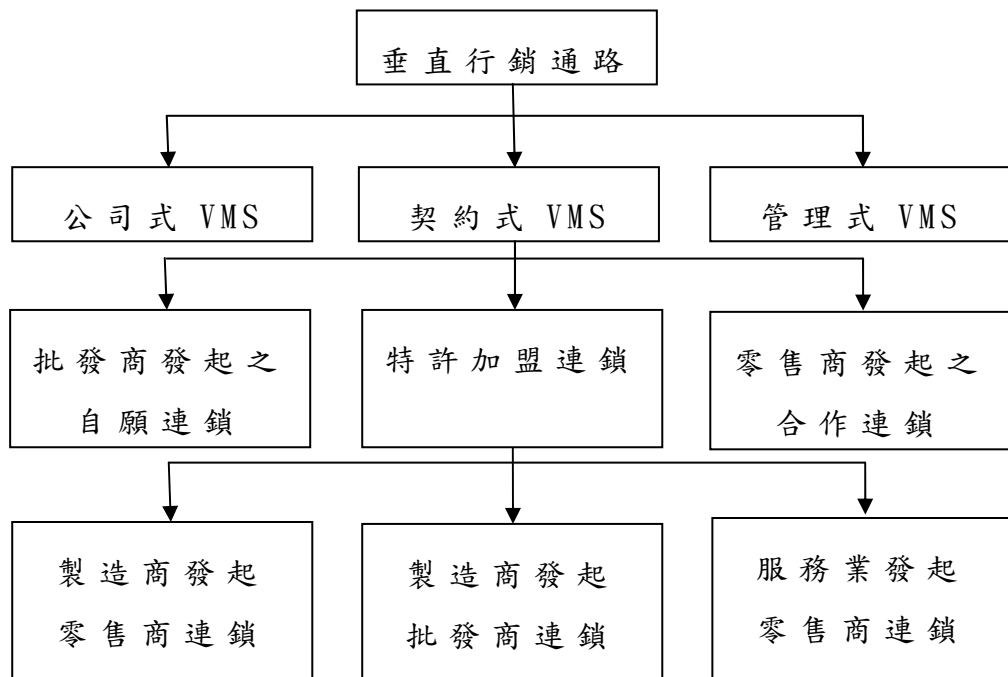 垂直行銷通路
公司式 VMS
契約式 VMS
管理式 VMS
批發商發起之
自願連鎖
特許加盟連鎖
零售商發起之
合作連鎖
製造商發起
零售商連鎖
製造商發起
批發商連鎖
服務業發起
零售商連鎖